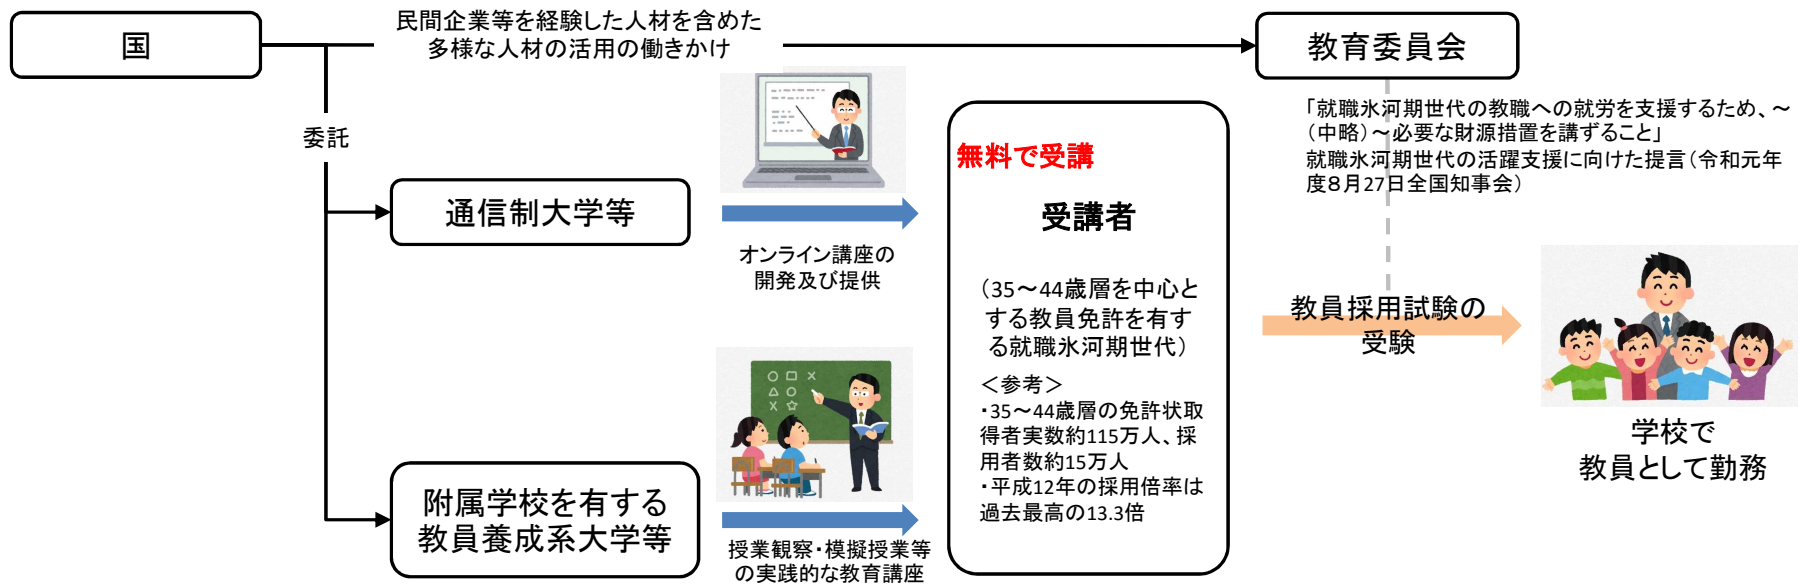 国
民間企業等を経験した人材を含めた
多様な人材の活用の働きかけ
教育委員会
委託
「就職氷河期世代の教職への就労を支援するため、～
（中略）～必要な財源措置を講ずること」
就職氷河期世代の活躍支援に向けた提言（令和元年
度８月27日全国知事会）
通信制大学等
オンライン講座の
開発及び提供
無料で受講
受講者
（35～44歳層を中心と
する教員免許を有す
る就職氷河期世代）
＜参考＞
・35～44歳層の免許状取
得者実数約115万人、採
用者数約15万人
・平成12年の採用倍率は
過去最高の13.3倍
教員採用試験の
受験
学校で
教員として勤務
附属学校を有する
教員養成系大学等
授業観察・模擬授業等
の実践的な教育講座